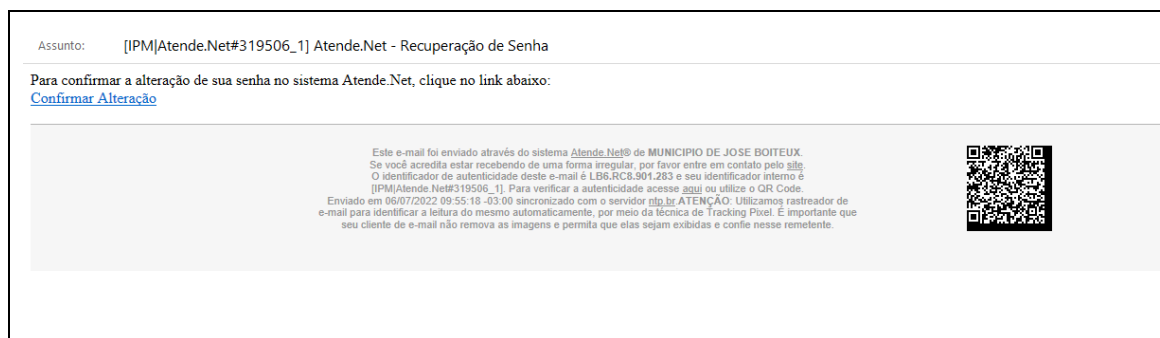 Assunto: [IPM|Atende.Net#319506_1] Atende.Net - Recuperação de Senha
Para confirmar a alteração de sua senha no sistema Atende.Net, clique no link abaixo:
Confirmar Alteração
Este e-mail foi enviado através do sistema Atende.Net® de MUNICIPIO DE JOSE BOITEUX.
Se você acredita estar recebendo de uma forma irregular, por favor entre em contato pelo site.
O identificador de autenticidade deste e-mail é LB6.RC8.901.283 e seu identificador interno é
[IPM|Atende.Net#319506_1]. Para verificar a autenticidade acesse aqui ou utilize o QR Code.
Enviado em 06/07/2022 09:55:18 -03:00 sincronizado com o servidor ntp.br.ATENÇÃO: Utilizamos rastreador de
e-mail para identificar a leitura do mesmo automaticamente, por meio da técnica de Tracking Pixel. É importante que
seu cliente de e-mail não remova as imagens e permita que elas sejam exibidas e confie nesse remetente.